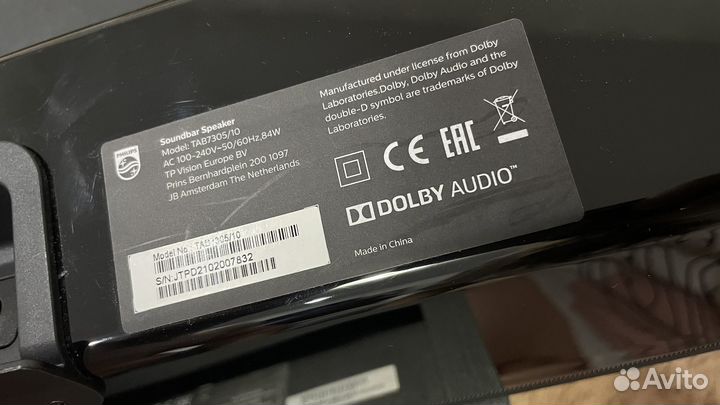 PHILIPS
Soundbar Speaker
Model: TAB7305/10
AC 100-240V~50/60Hz,84W
TP Vision Europe BV
Prins Bernhardplein 200 1097
JB Amsterdam The Netherlands
Manufactured under license from Dolby
Laboratories.Dolby, Dolby Audio and the
double-D symbol are trademarks of Dolby
Laboratories.
CE EAC
DOLBY AUDIO™
Made in China
Model No.: TAB7305/10
S/N:JTPD2102007832
Avito